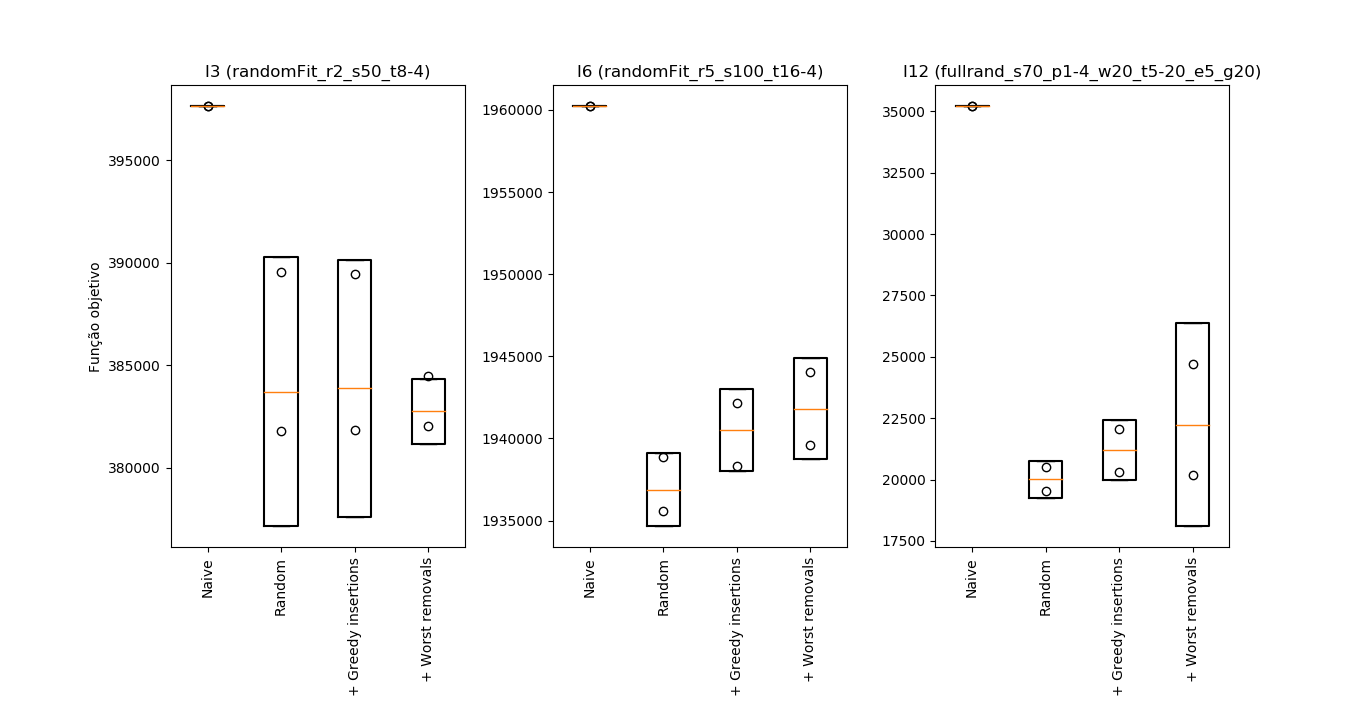 I3 (randomFit_r2_s50_t8-4)
Função objetivo
395000
390000
385000
380000
Naive
Random
+ Greedy insertions
+ Worst removals
I6 (randomFit_r5_s100_t16-4)
1960000
1955000
1950000
1945000
1940000
1935000
Naive
Random
+ Greedy insertions
+ Worst removals
I12 (fullrand_s70_p1-4_w20_t5-20_e5_g20)
35000
32500
30000
27500
25000
22500
20000
17500
Naive
Random
+ Greedy insertions
+ Worst removals